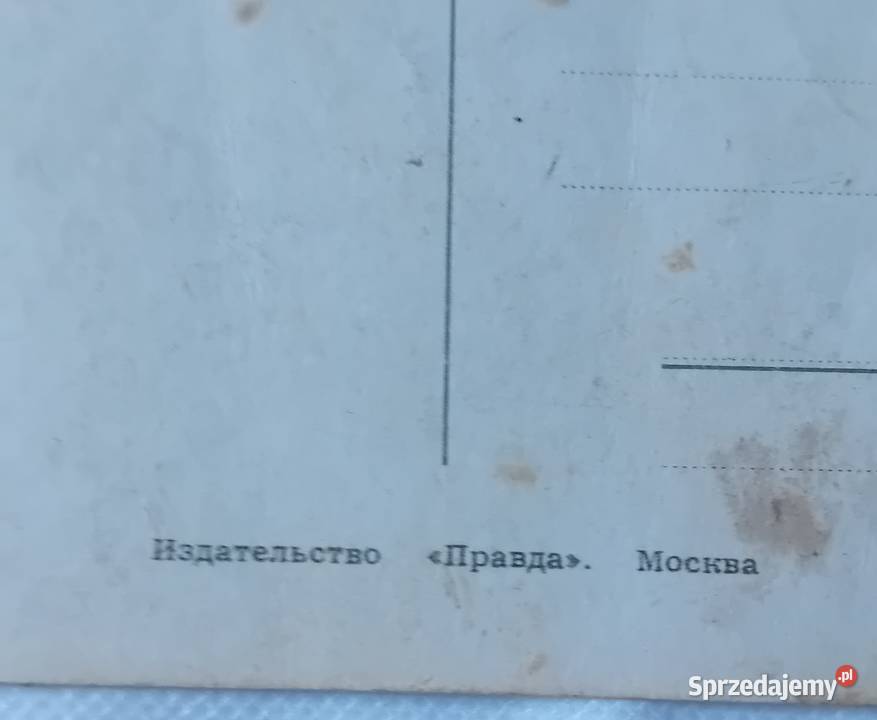 Издательство «Правда». Москва
Sprzedajemy.pl